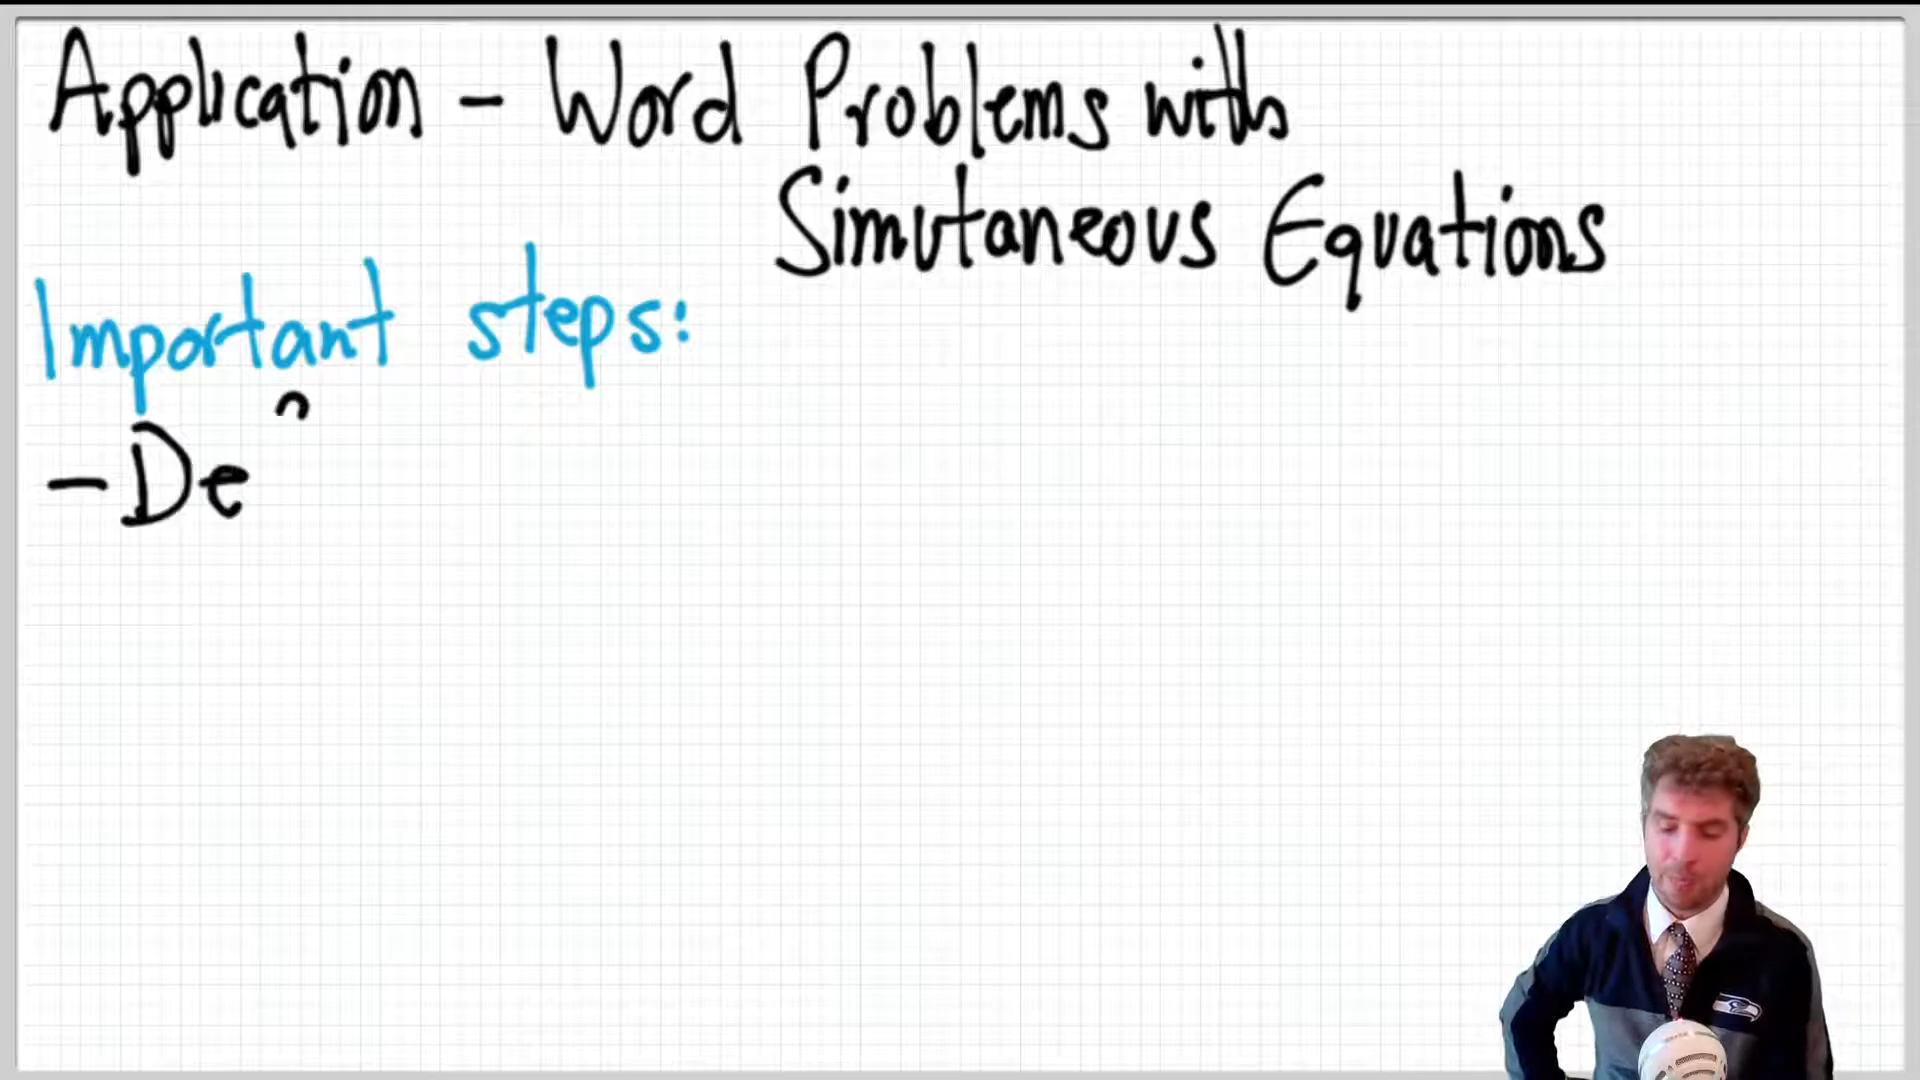 Application - Word Problems with
Simutaneous Equations
Important steps:
- De